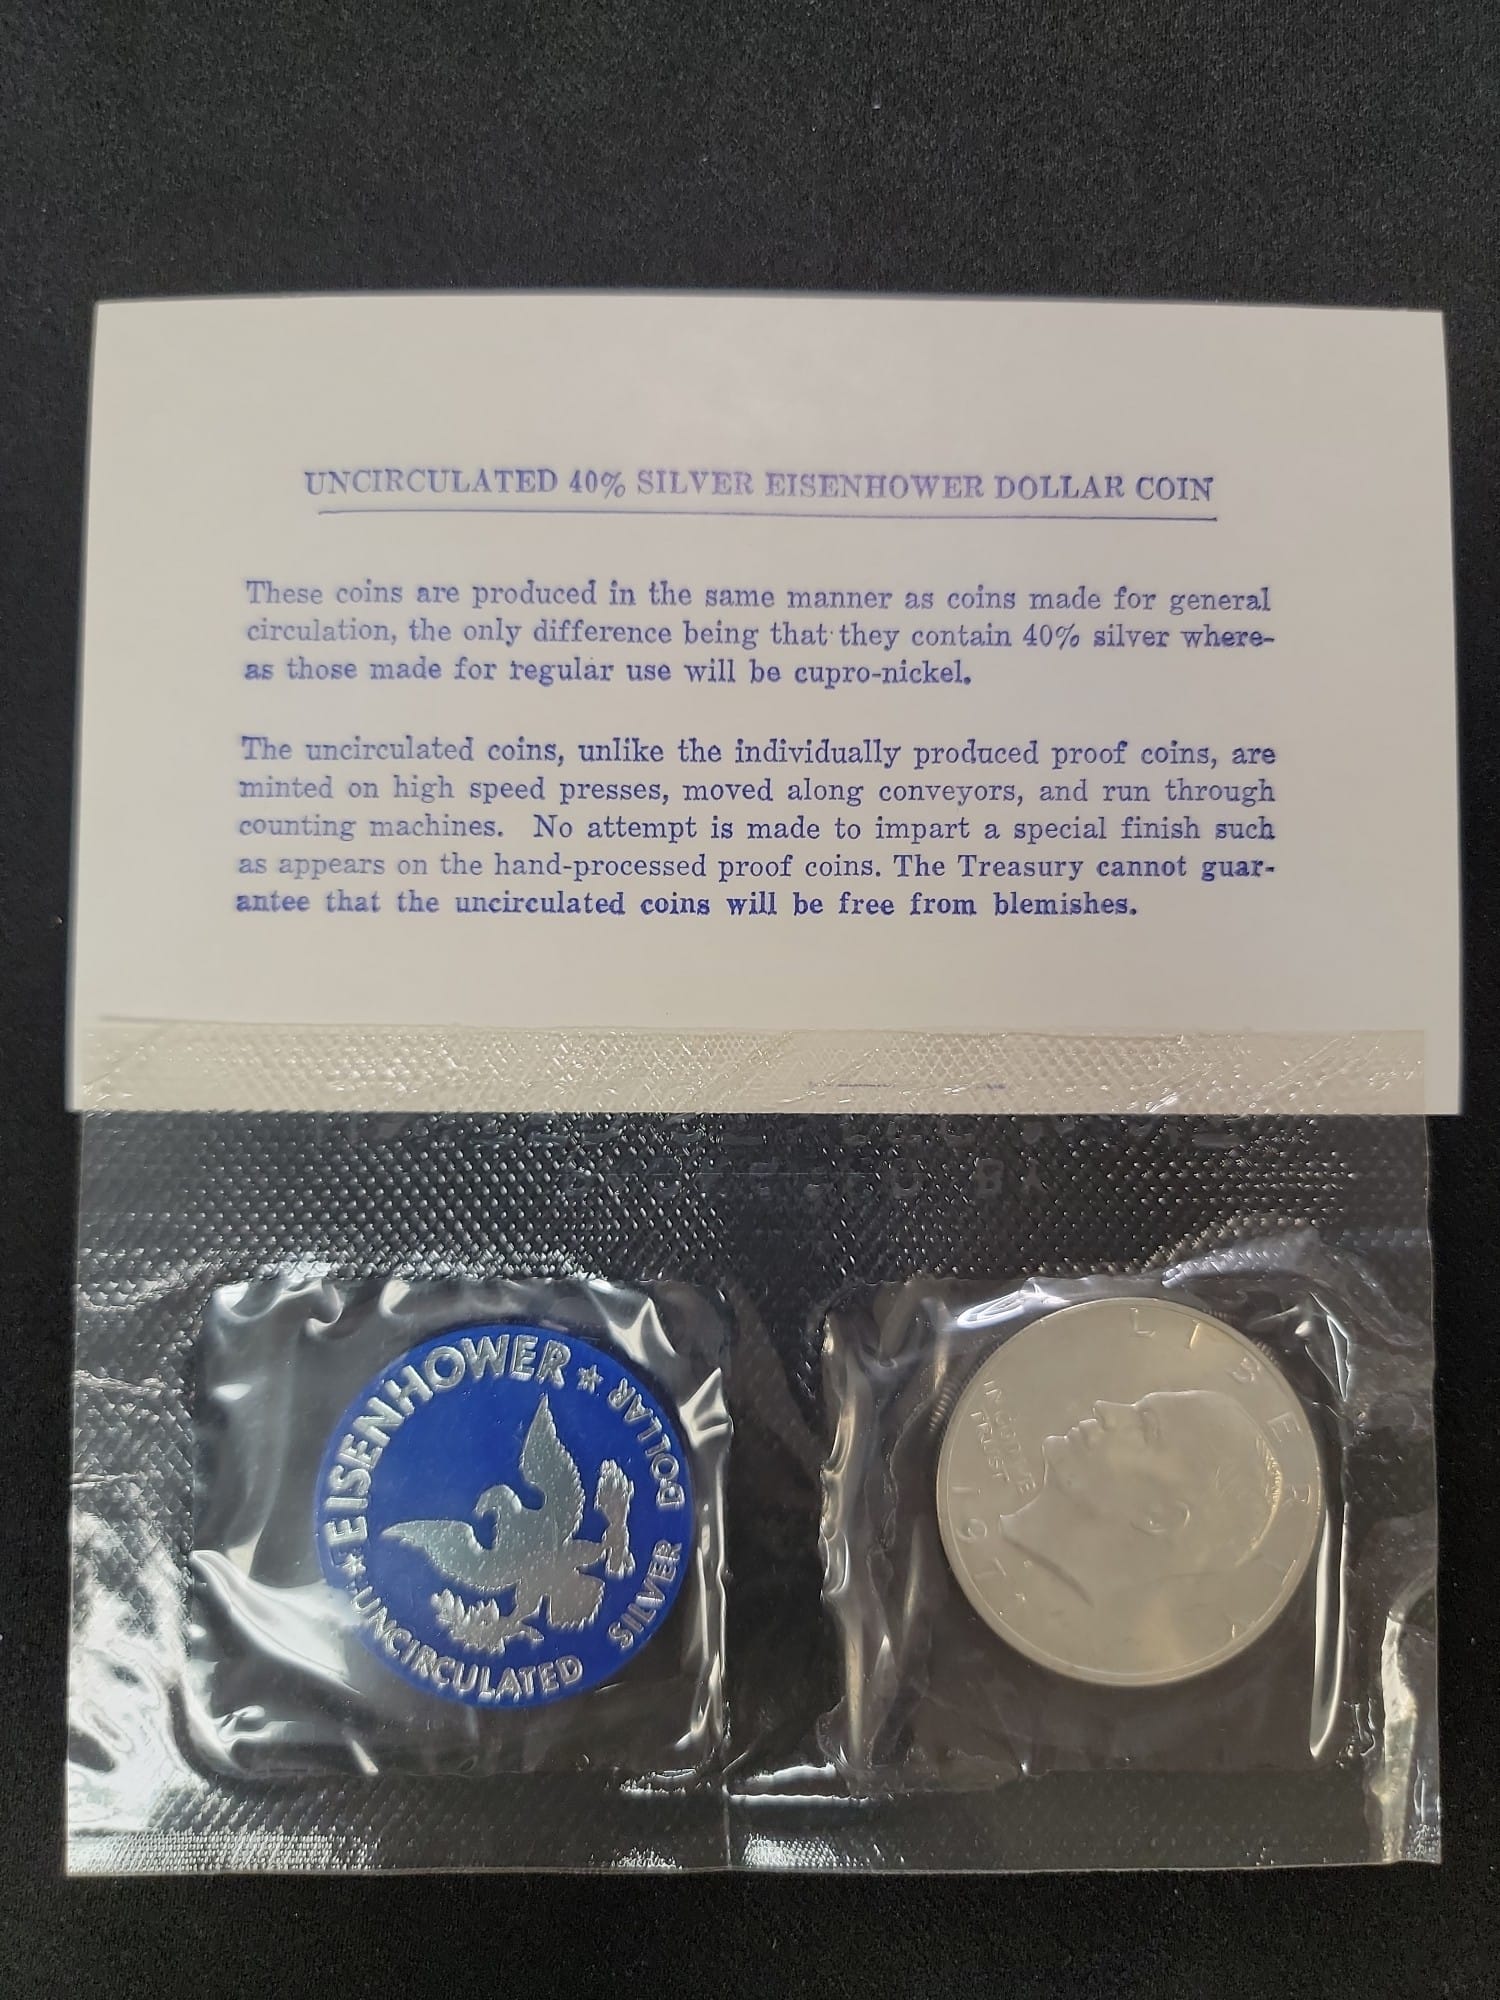 UNCIRCULATED 40% SILVER EISENHOWER DOLLAR COIN
These coins are produced in the same manner as coins made for general
circulation, the only difference being that they contain 40% silver where-
as those made for regular use will be cupro-nickel.
The uncirculated coins, unlike the individually produced proof coins, are
minted on high speed presses, moved along conveyors, and run through
counting machines. No attempt is made to impart a special finish such
as appears on the hand-processed proof coins. The Treasury cannot guar-
antee that the uncirculated coins will be free from blemishes.
EISENHOWER ★ DOLLAR
★ UNCIRCULATED SILVER
LIBERTY
IN GOD WE
TRUST